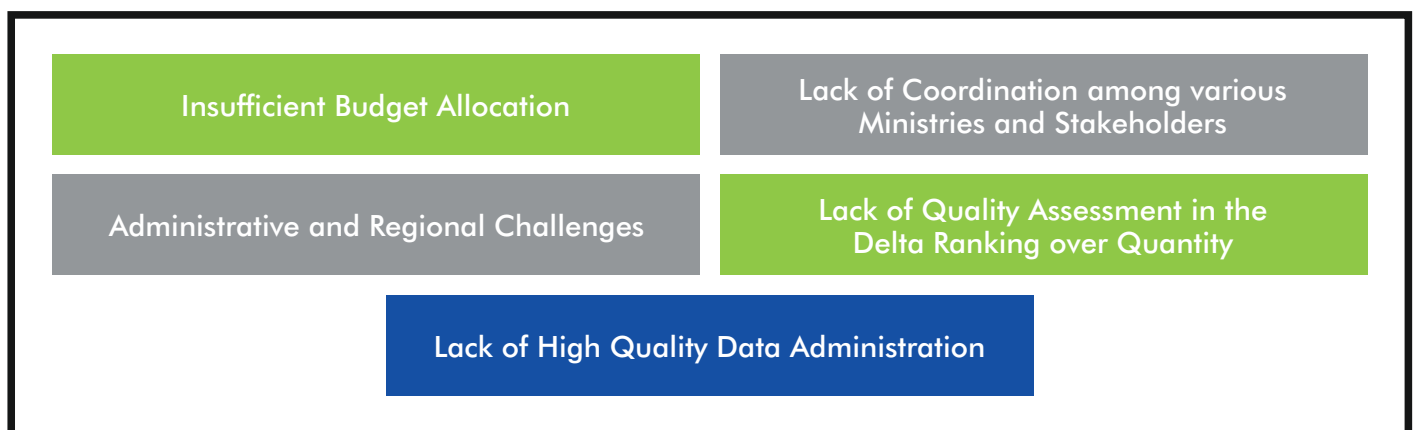 Insufficient Budget Allocation
Lack of Coordination among various
Ministries and Stakeholders
Administrative and Regional Challenges
Lack of Quality Assessment in the
Delta Ranking over Quantity
Lack of High Quality Data Administration